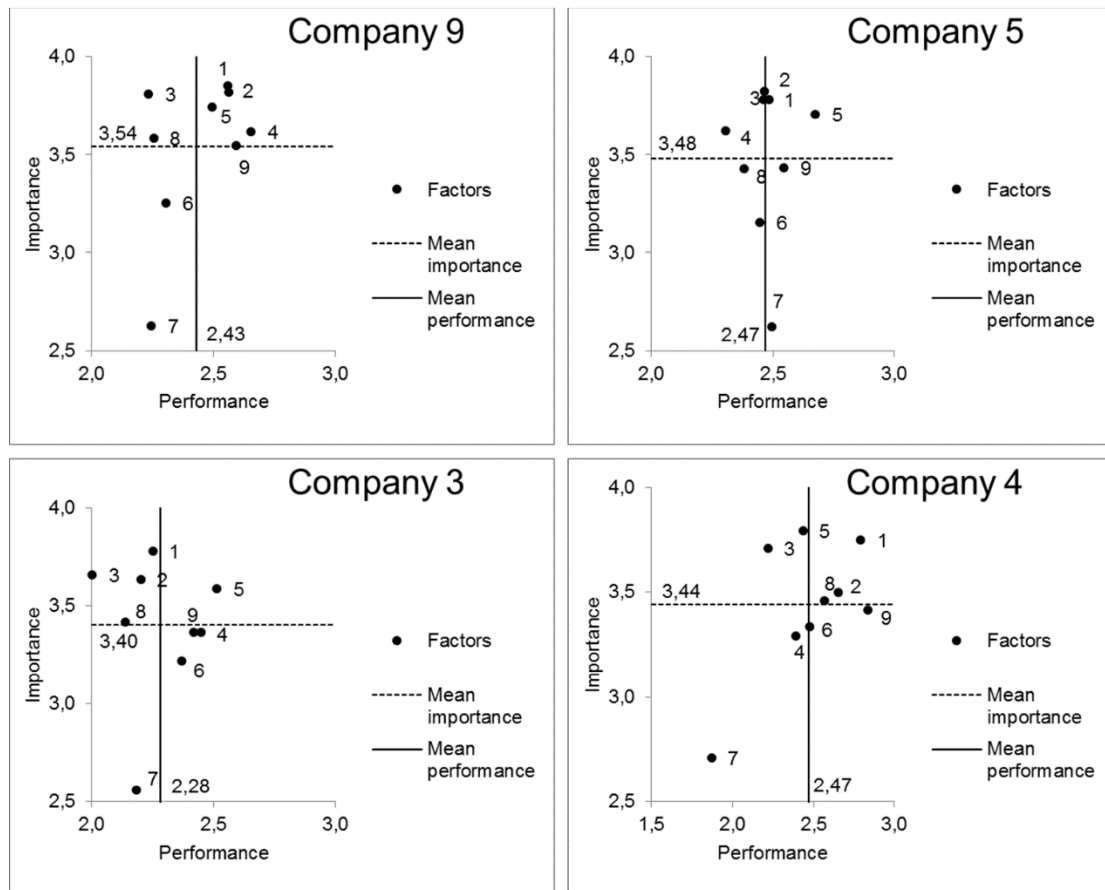 Company 9
4,0
3,5
3,0
2,5
2,0
2,5
3,0
Importance
Performance
3,54
2,43
1
2
3
5
4
8
9
6
7
Factors
Mean
importance
Mean
performance
Company 5
4,0
3,5
3,0
2,5
2,0
2,5
3,0
Importance
Performance
3,48
2,47
2
3
1
5
4
8
9
6
7
Factors
Mean
importance
Mean
performance
Company 3
4,0
3,5
3,0
2,5
2,0
2,5
3,0
Importance
Performance
3,40
2,28
1
3
2
5
8
9
4
6
7
Factors
Mean
importance
Mean
performance
Company 4
4,0
3,5
3,0
2,5
1,5
2,0
2,5
3,0
Importance
Performance
3,44
2,47
5
1
3
8
2
9
6
4
7
Factors
Mean
importance
Mean
performance